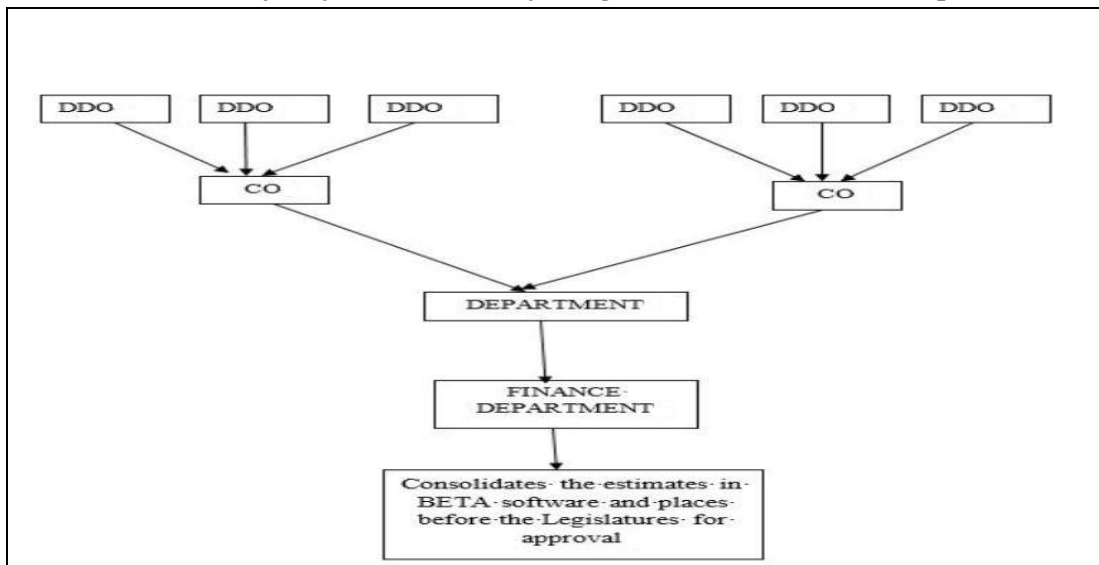 DDO DDO DDO DDO DDO DDO
CO CO
DEPARTMENT
FINANCE
DEPARTMENT
Consolidates the estimates in
BETA software and places
before the Legislatures for
approval